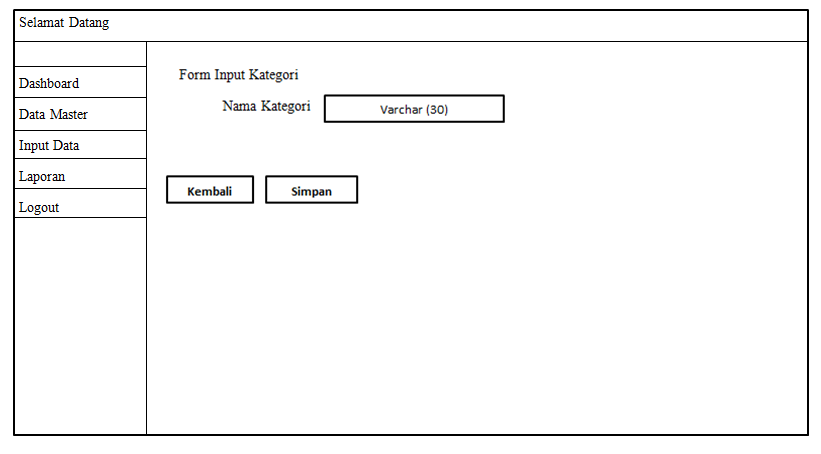 Selamat Datang
Dashboard
Data Master
Input Data
Laporan
Logout
Form Input Kategori
Nama Kategori Varchar (30)
Kembali Simpan